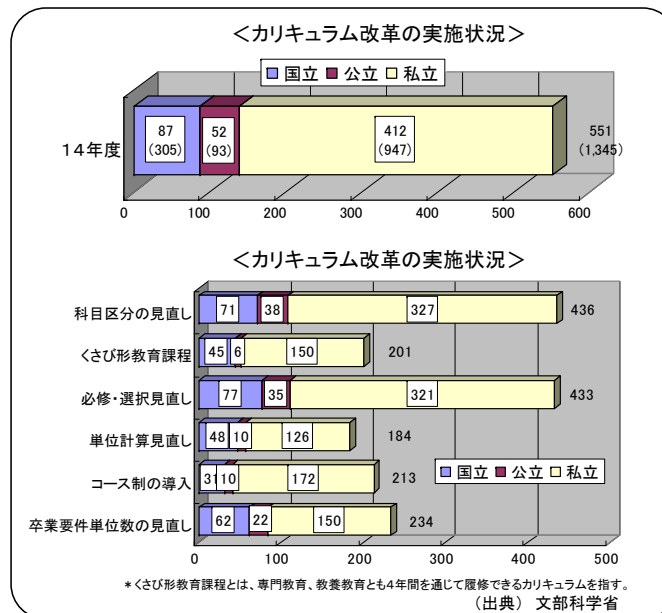 ＜カリキュラム改革の実施状況＞
国立 公立 私立
14年度
87 52 412 551
(305) (93) (947) (1,345)
0 100 200 300 400 500 600
＜カリキュラム改革の実施状況＞
科目区分の見直し 71 38 327 436
くさび形教育課程 45 6 150 201
必修・選択見直し 77 35 321 433
単位計算見直し 48 10 126 184
コース制の導入 31 10 172 213
国立 公立 私立
卒業要件単位数の見直し 62 22 150 234
0 100 200 300 400 500
＊くさび形教育課程とは、専門教育、教養教育とも4年間を通じて履修できるカリキュラムを指す。
（出典） 文部科学省